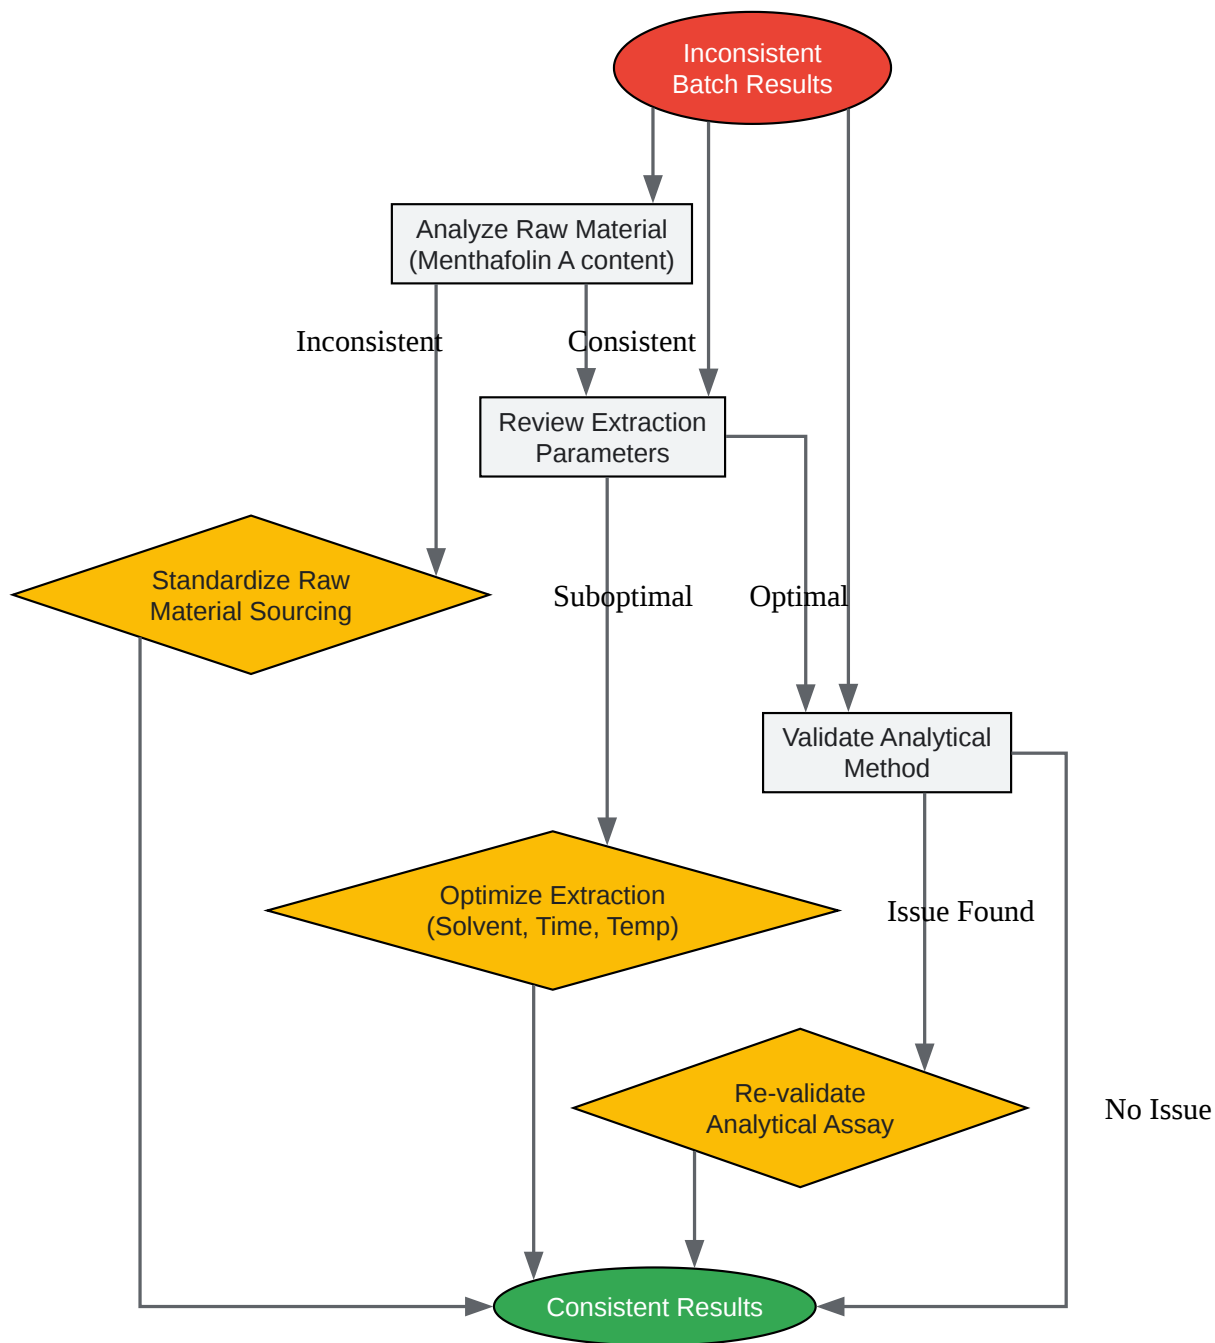 Inconsistent
Batch Results
Analyze Raw Material
(Menthafolin A content)
Inconsistent
Consistent
Review Extraction
Parameters
Standardize Raw
Material Sourcing
Suboptimal
Optimal
Validate Analytical
Method
Optimize Extraction
(Solvent, Time, Temp)
Issue Found
Re-validate
Analytical Assay
No Issue
Consistent Results